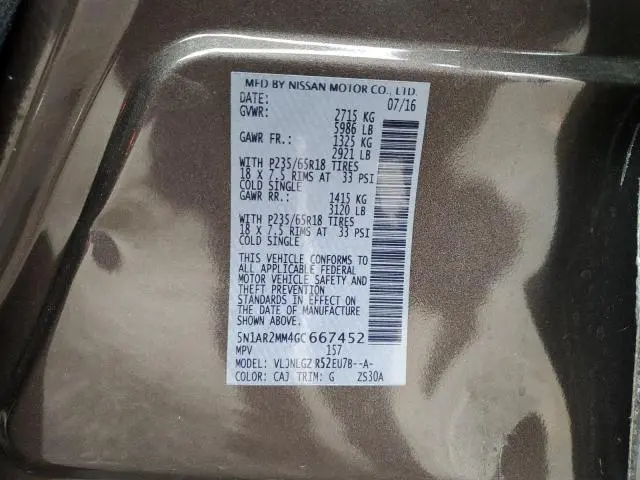 MFD BY NISSAN MOTOR CO., LTD.
DATE: 07/16
GVWR: 2715 KG
5986 LB
GAWR FR.: 1325 KG
2921 LB
WITH P235/65R18 TIRES
18 X 7.5 RIMS AT 33 PSI
COLD SINGLE
GAWR RR.: 1415 KG
3120 LB
WITH P235/65R18 TIRES
18 X 7.5 RIMS AT 33 PSI
COLD SINGLE
THIS VEHICLE CONFORMS TO
ALL APPLICABLE FEDERAL
MOTOR VEHICLE SAFETY AND
THEFT PREVENTION
STANDARDS IN EFFECT ON
THE DATE OF MANUFACTURE
SHOWN ABOVE.
5N1AR2MM4GC667452
MPV 157
MODEL: VLJNLGZ R52EU7B--A-
COLOR: CAJ TRIM: G ZS30A